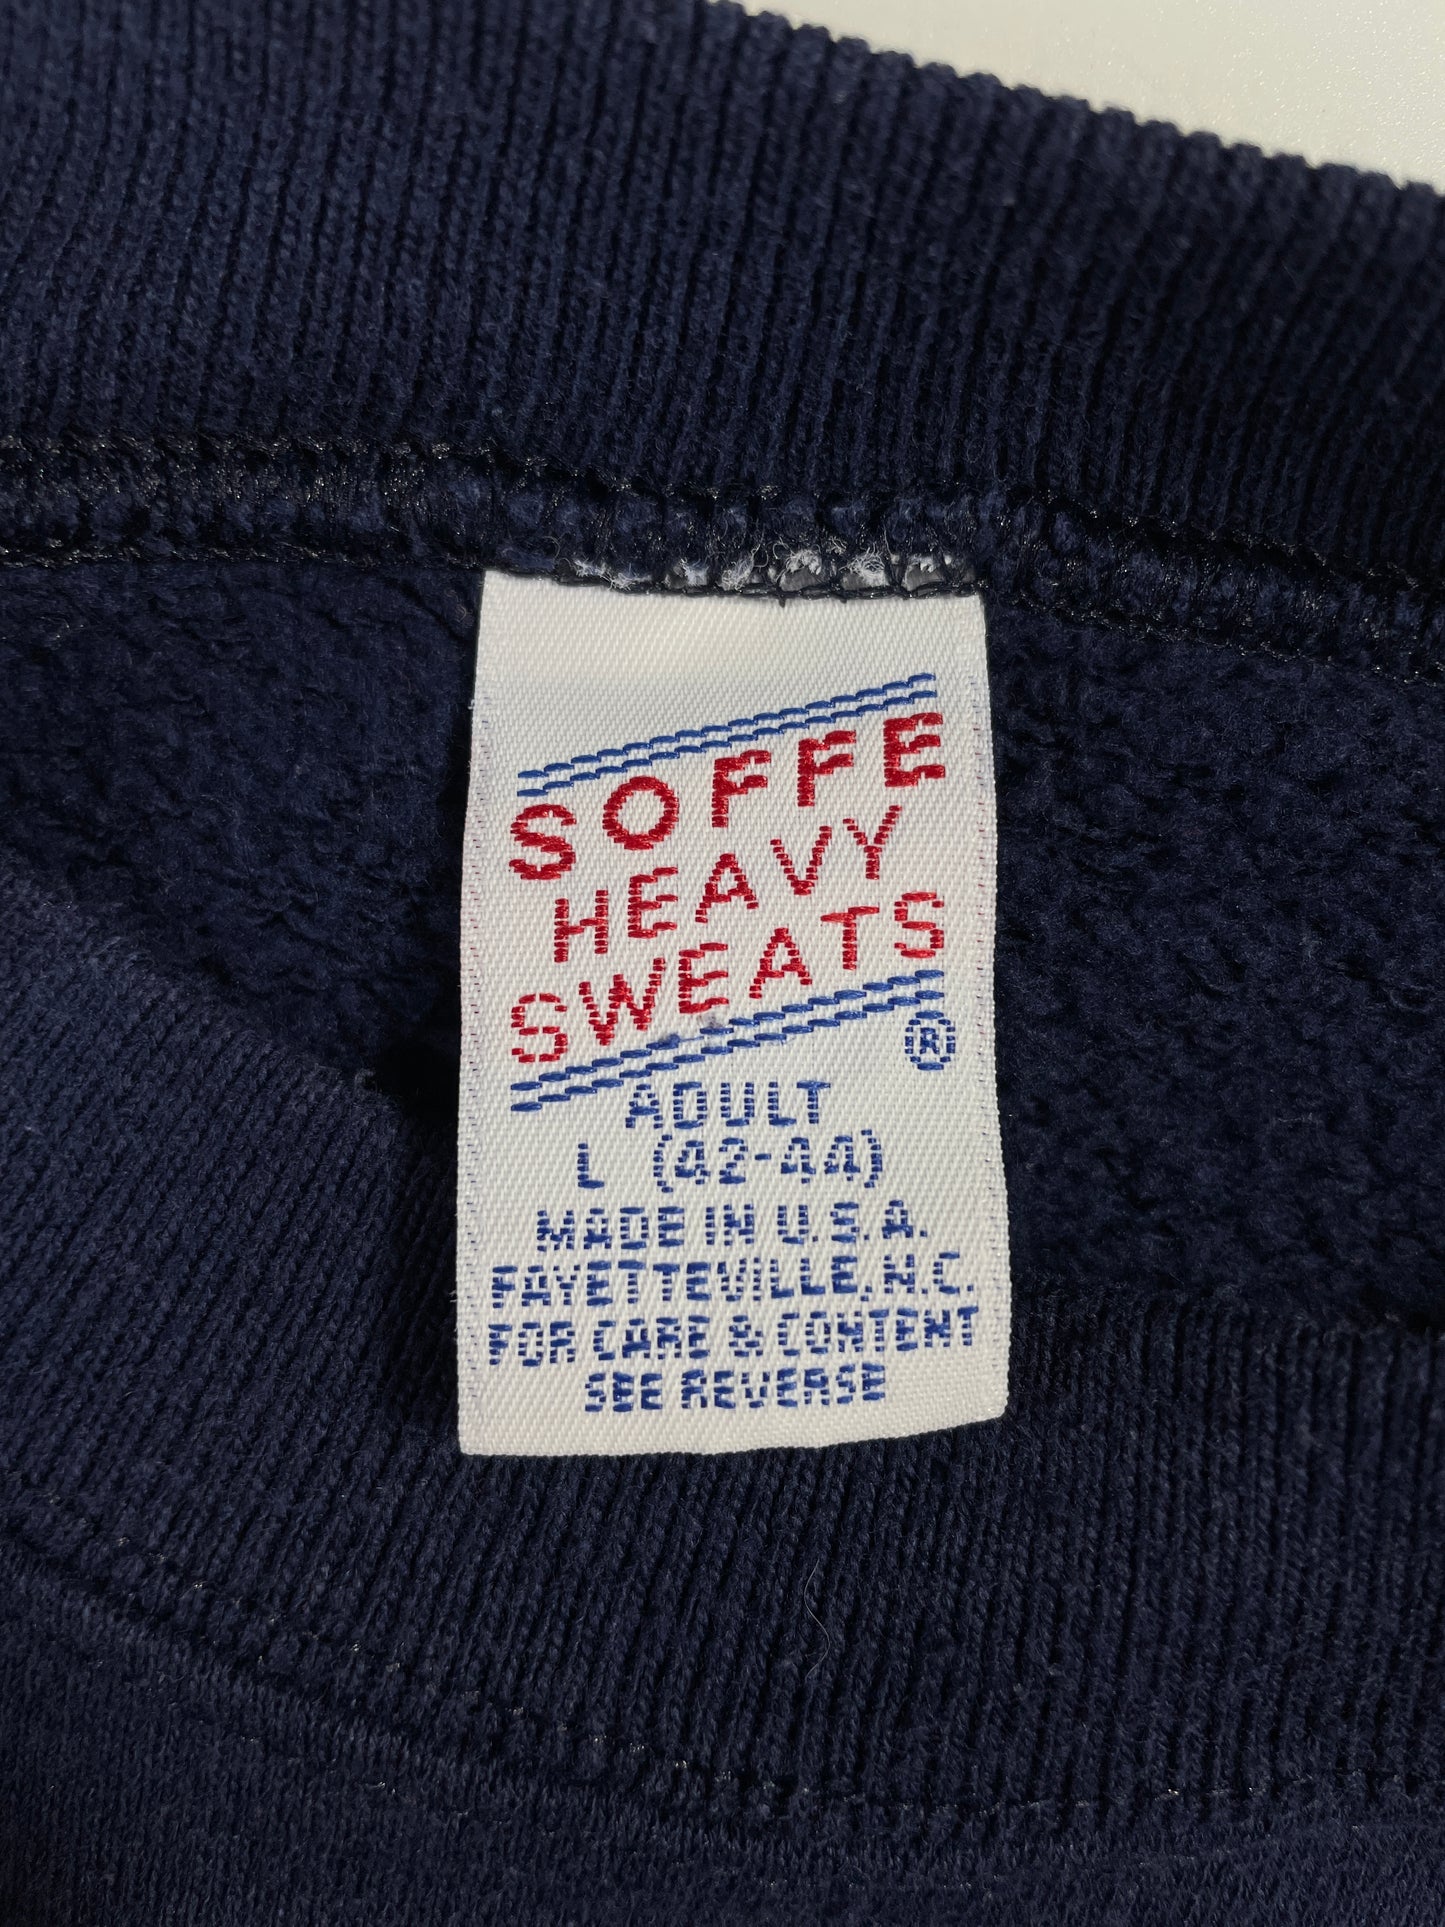 SOFFE
HEAVY
SWEATS
®
ADULT
L (42-44)
MADE IN U.S.A.
FAYETTEVILLE, N.C.
FOR CARE & CONTENT
SEE REVERSE